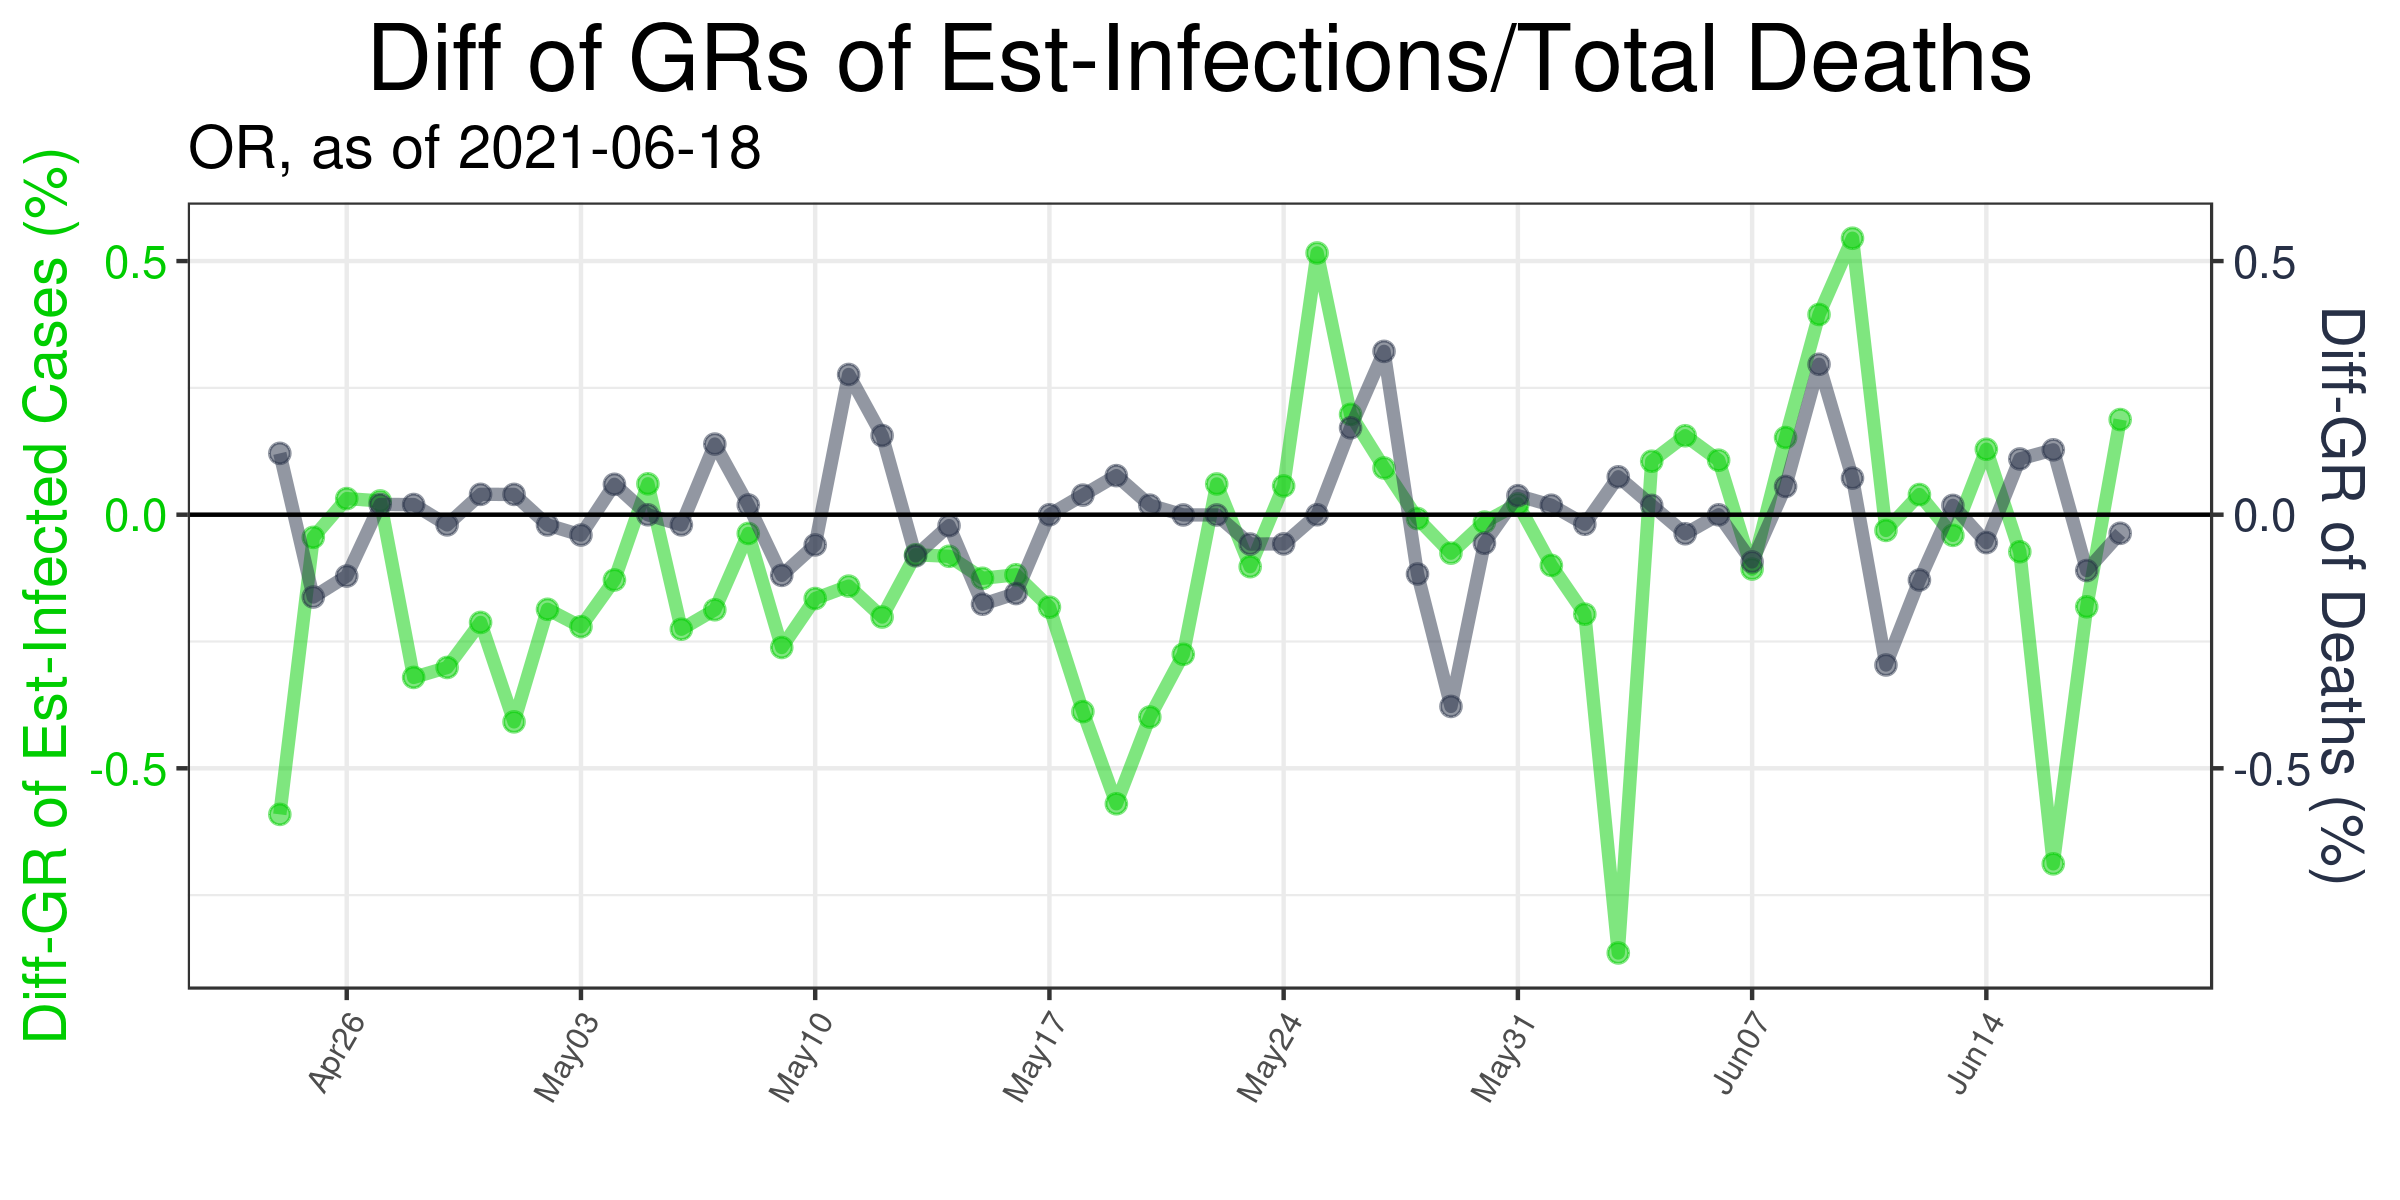 Diff of GRs of Est-Infections/Total Deaths
OR, as of 2021-06-18
Diff-GR of Est-Infected Cases (%)
0.5
0.0
-0.5
0.5
0.0
-0.5
Diff-GR of Deaths (%)
Apr26
May03
May10
May17
May24
May31
Jun07
Jun14